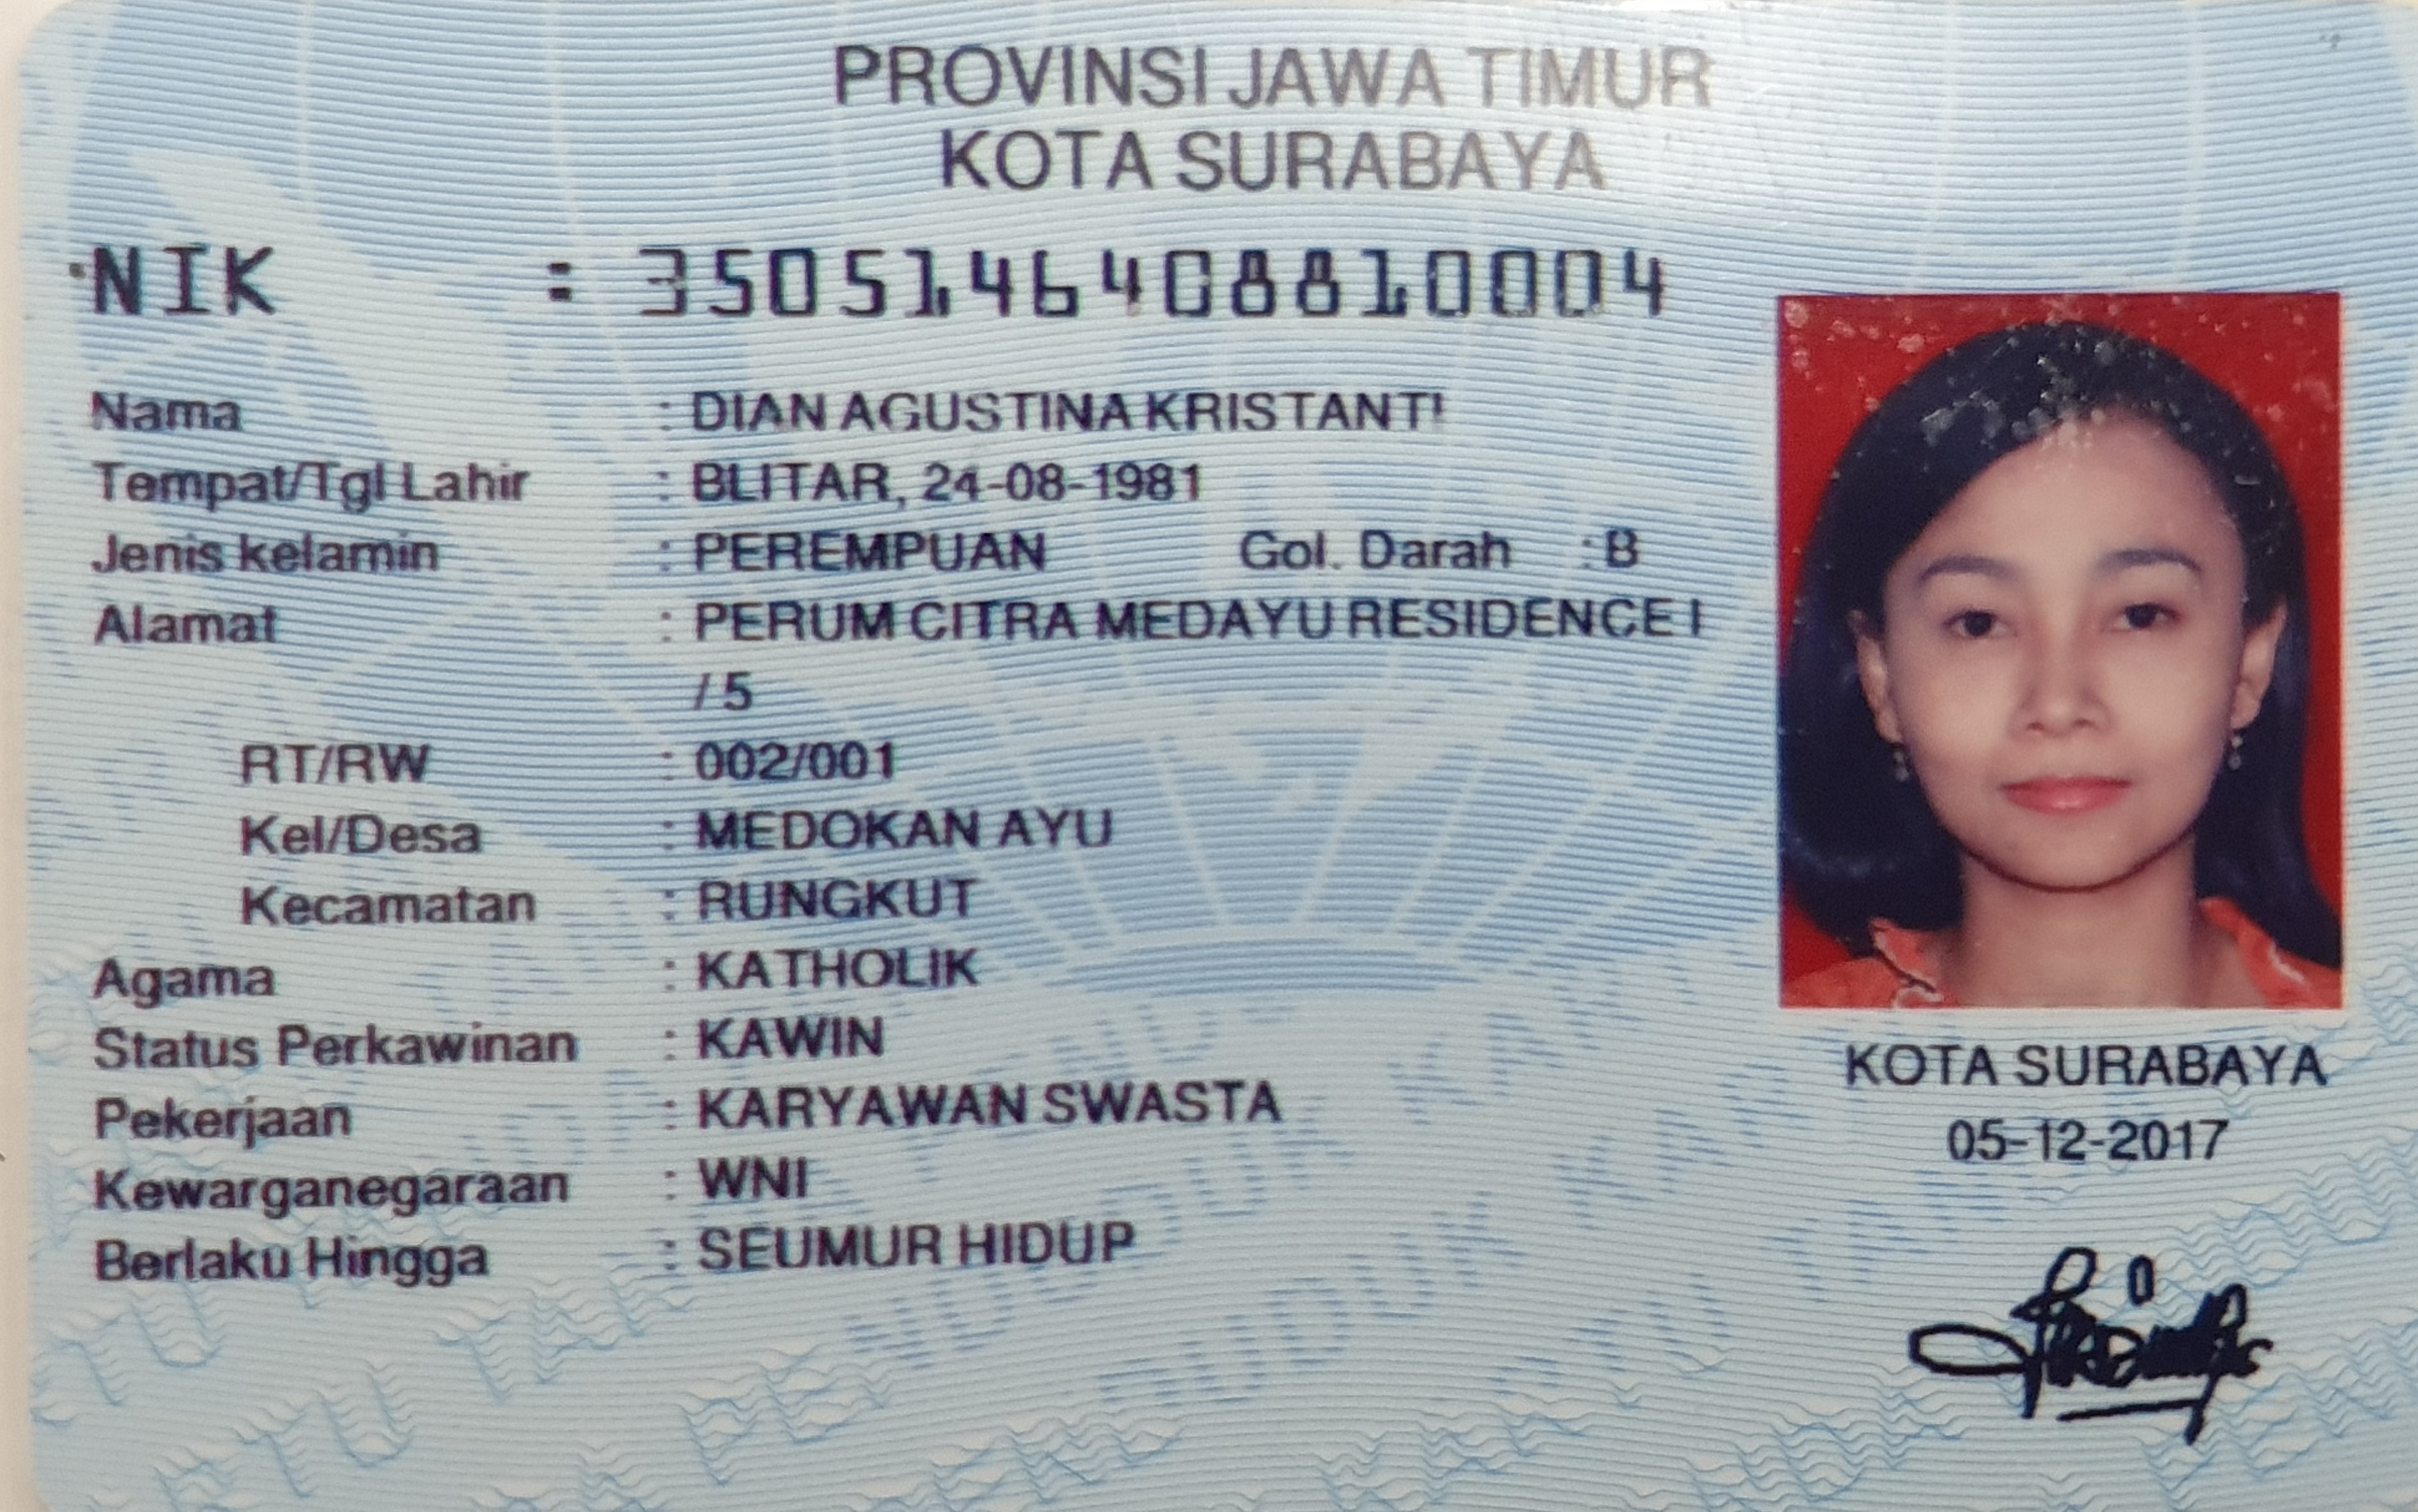 PROVINSI JAWA TIMUR
KOTA SURABAYA
NIK : 3505146408810004
Nama : DIAN AGUSTINA KRISTANTI
Tempat/Tgl Lahir : BLITAR, 24-08-1981
Jenis kelamin : PEREMPUAN Gol. Darah : B
Alamat : PERUM CITRA MEDAYU RESIDENCE I
/5
RT/RW : 002/001
Kel/Desa : MEDOKAN AYU
Kecamatan : RUNGKUT
Agama : KATHOLIK
Status Perkawinan : KAWIN
Pekerjaan : KARYAWAN SWASTA
Kewarganegaraan : WNI
Berlaku Hingga : SEUMUR HIDUP
KOTA SURABAYA
05-12-2017